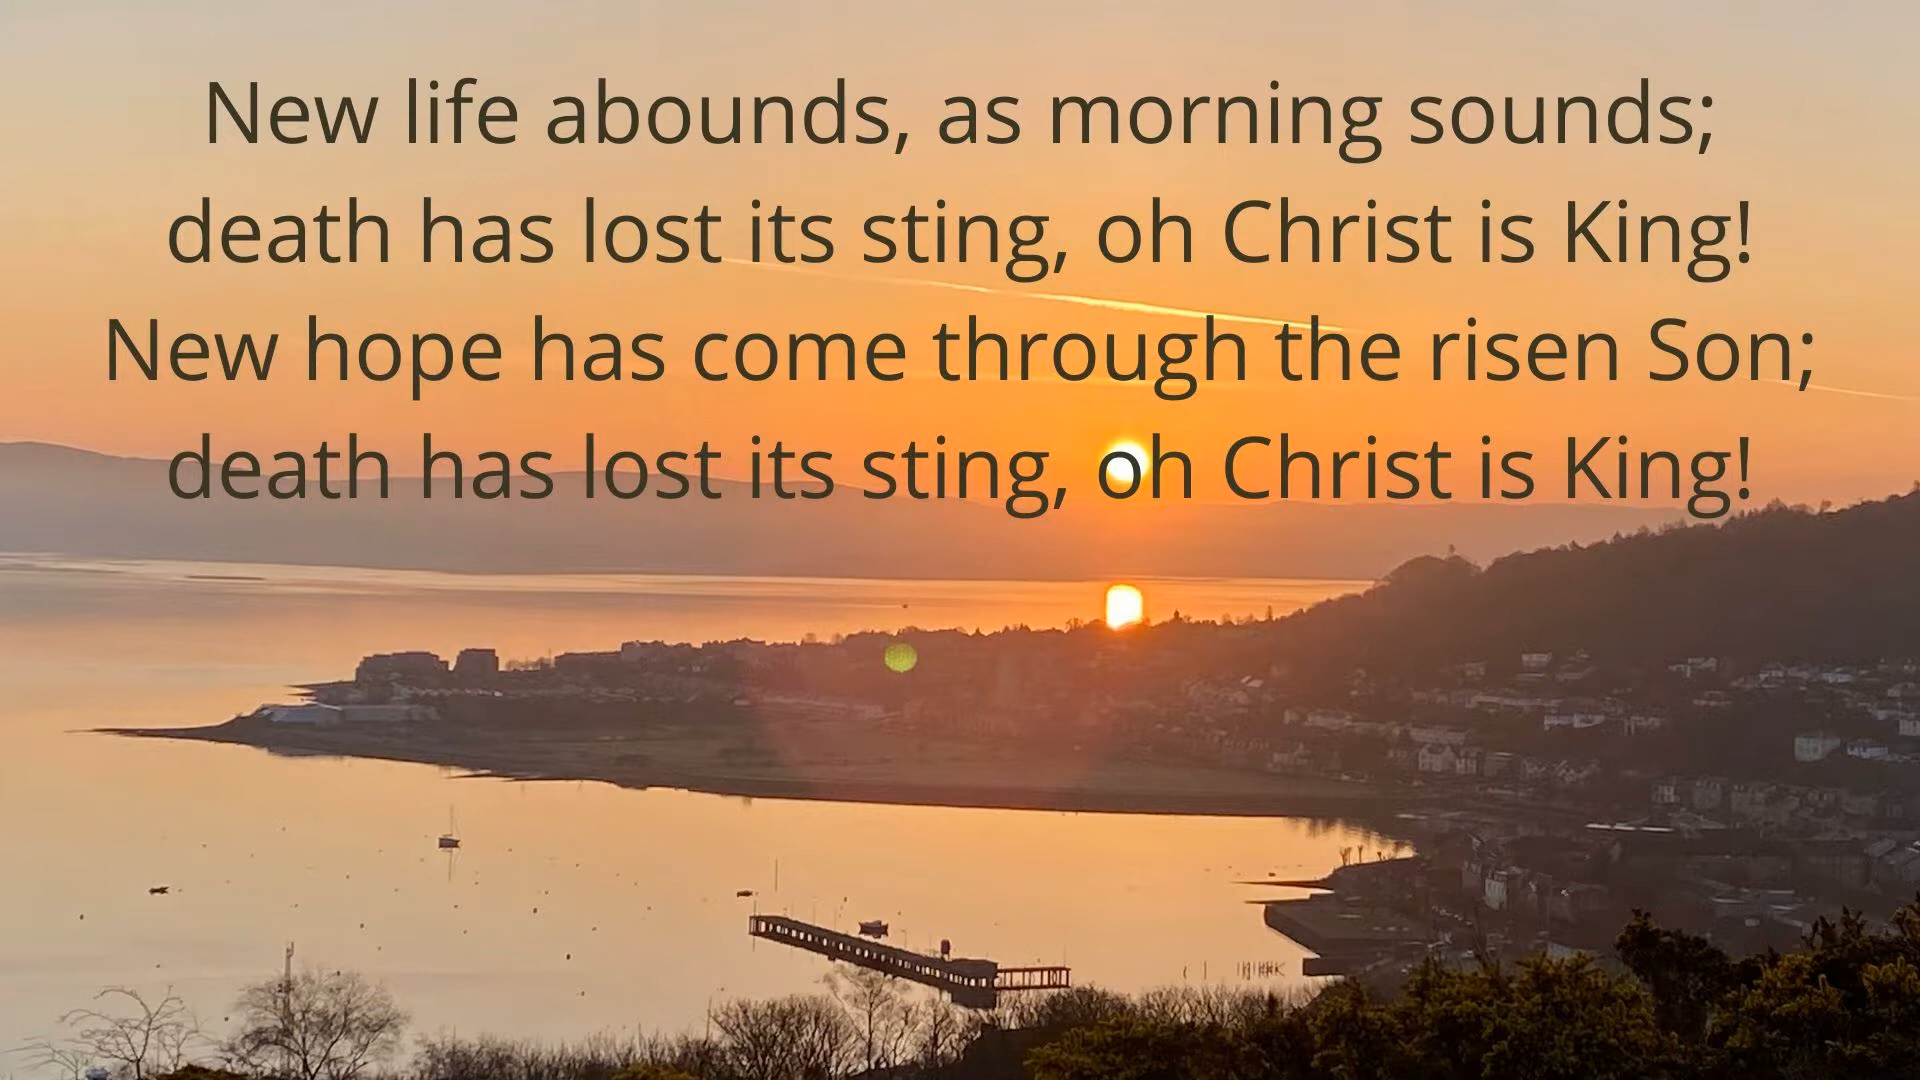 New life abounds, as morning sounds;
death has lost its sting, oh Christ is King!
New hope has come through the risen Son;
death has lost its sting, oh Christ is King!